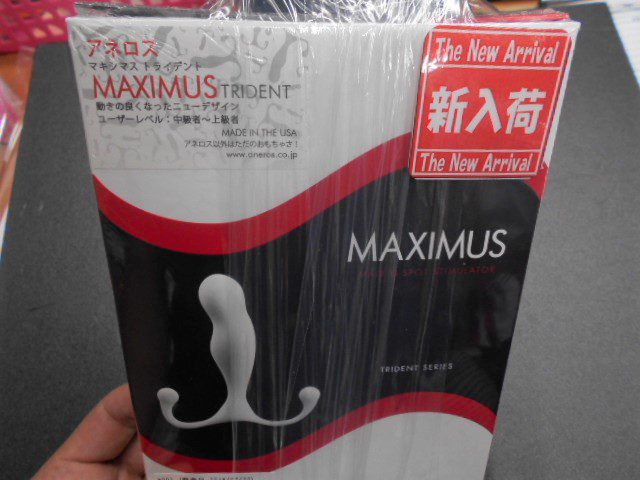 アネロス
マキシマス トライデント
MAXIMUS TRIDENT
動きの良くなったニューデザイン
ユーザーレベル：中級者～上級者
MADE IN THE USA
アネロス以外はただのおもちゃさ！
www.aneros.co.jp
The New Arrival
新入荷
The New Arrival
MAXIMUS
SPOT STIMULATOR
TRIDENT SERIES